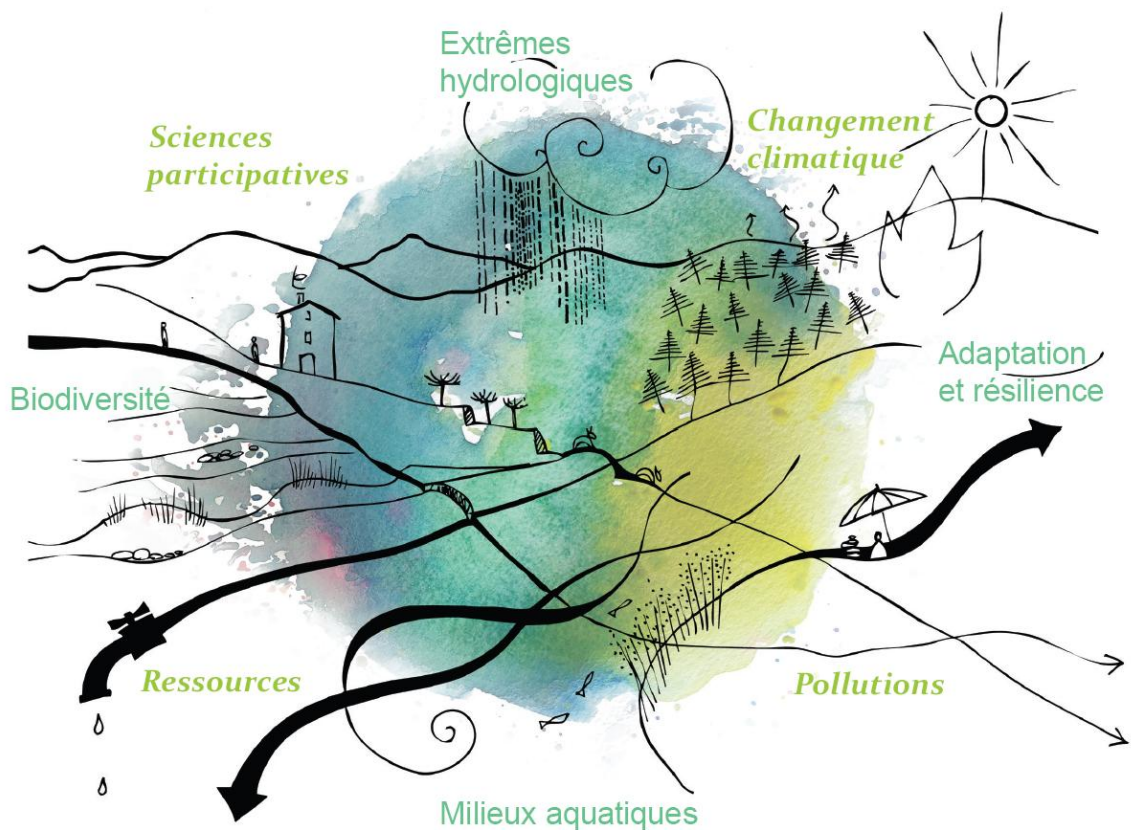 Extrêmes
hydrologiques
Sciences
participatives
Changement
climatique
Biodiversité
Adaptation
et résilience
Ressources
Pollutions
Milieux aquatiques